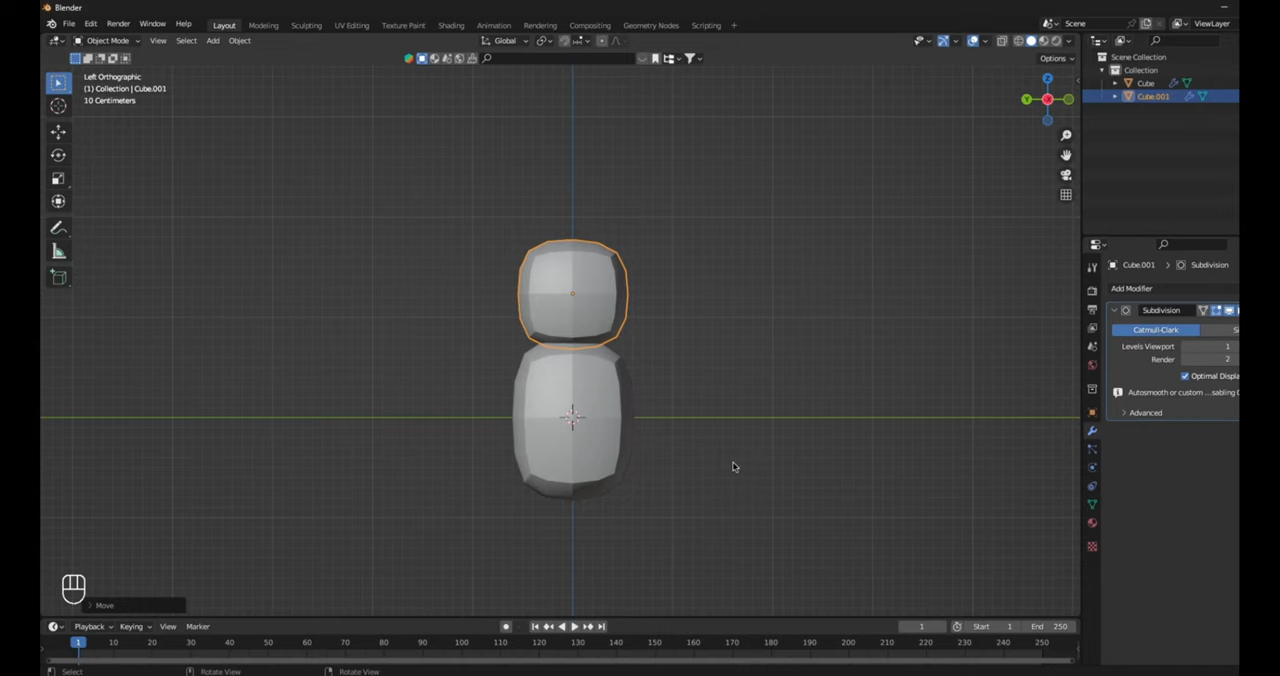 Blender
File Edit Render Window Help Layout Modeling Sculpting UV Editing Texture Paint Shading Animation Rendering Compositing Geometry Nodes Scripting + Scene ViewLayer
Object Mode View Select Add Object Global
Options
Left Orthographic
(1) Collection | Cube.001
10 Centimeters
Z
Y
X
Scene Collection
Collection
Cube
Cube.001
Cube.001 > Subdivision
Add Modifier
Subdivision
Catmull-Clark S
Levels Viewport 1
Render 2
Optimal Displa
Autosmooth or custom ...sabling C
Advanced
Move
Playback Keying View Marker 1 Start 1 End 250
1 10 20 30 40 50 60 70 80 90 100 110 120 130 140 150 160 170 180 190 200 210 220 230 240 250
Select Rotate View Rotate View